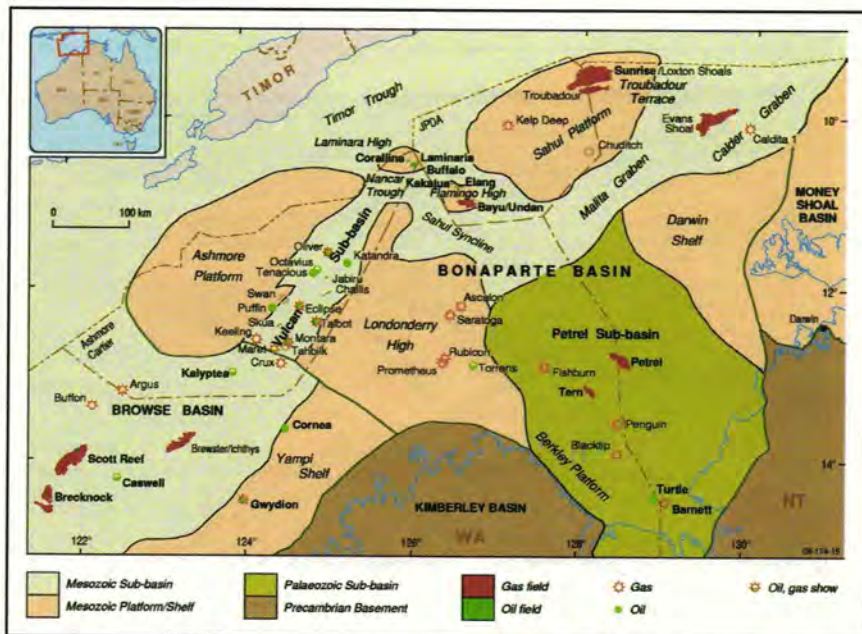 TIMOR
Timor Trough
JPDA
Sunrise/Loxton Shoals
Troubadour
Troubadour
Terrace
Kelp Deep
Sahul Platform
Evans
Shoal
Calder Graben
Caldita 1
10°
Chuditch
Laminara High
Corallina
Laminaria
Buffalo
Nancar
Trough
Kakatua
Elang
Flamingo High
Bayu/Undan
Malita Graben
Sahul Syncline
MONEY
SHOAL
BASIN
Darwin
Shelf
0
100 km
Ashmore
Platform
Sub-basin
Vulcan
Oliver
Octavius
Tenacious
Katandra
Jabiru
Challis
BONAPARTE BASIN
Swan
Puffin
Eclipse
Skua
Talbot
Keeling
Montara
Maret
Tahbilk
Crux
Londonderry
High
Ascalon
Saratoga
12°
Darwin
Petrel Sub-basin
Ashmore
Cartier
Kalyptea
Rubicon
Prometheus
Torrens
Fishburn
Petrel
Tern
Argus
Buffon
BROWSE BASIN
Cornea
Penguin
Blacktip
Brewster/Ichthys
Scott Reef
Caswell
Yampi
Shelf
Berkley Platform
14°
Brecknock
Gwydion
KIMBERLEY BASIN
Turtle
Barnett
WA
NT
122°
124°
126°
128°
130°
Mesozoic Sub-basin
Palaeozoic Sub-basin
Gas field
Gas
Oil, gas show
Mesozoic Platform/Shelf
Precambrian Basement
Oil field
Oil